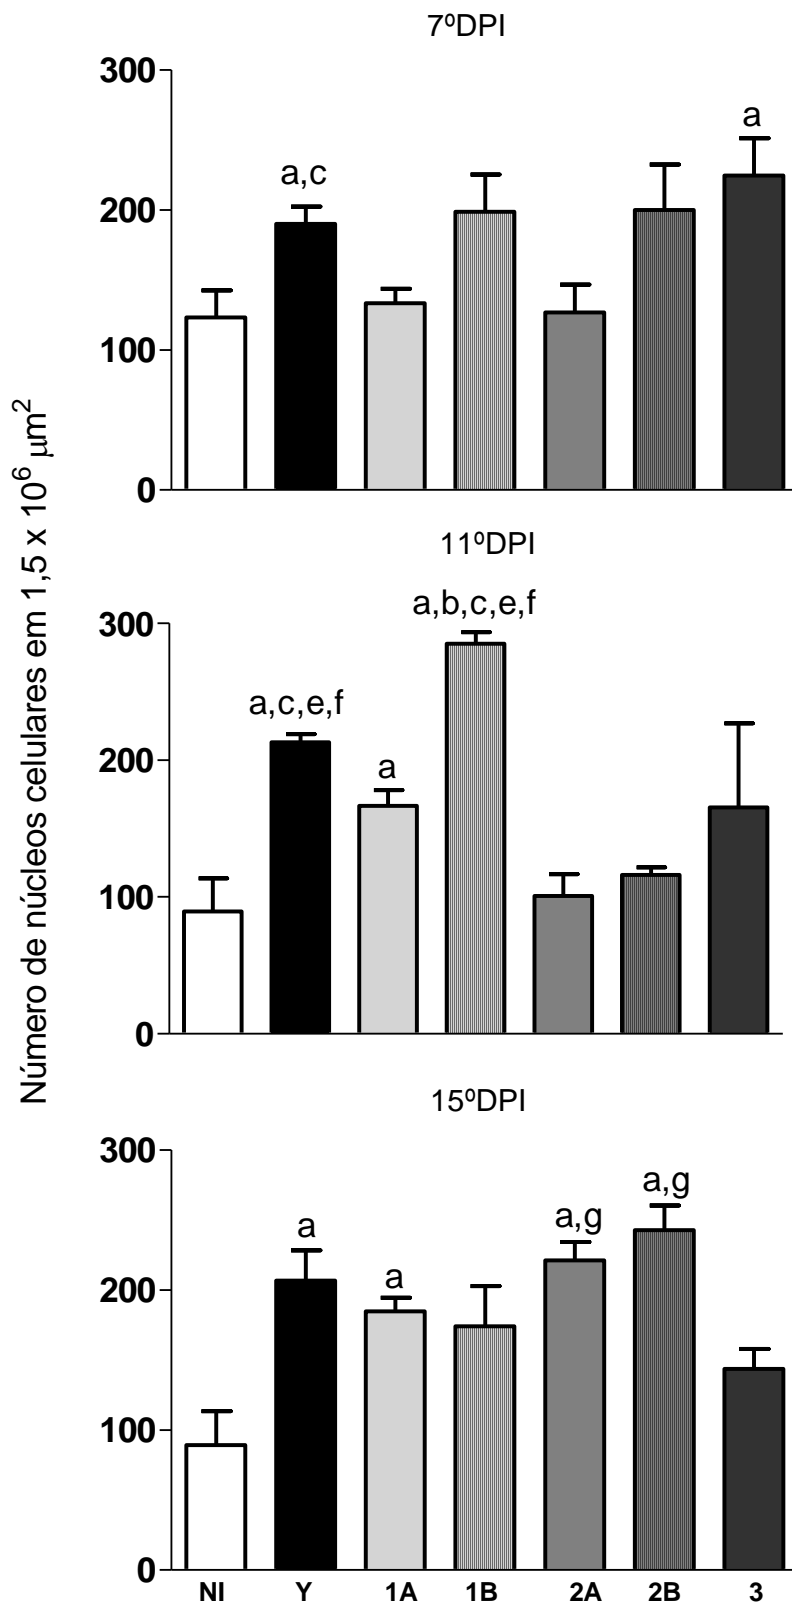 7ºDPI
300
200
100
0
a,c
a
Número de núcleos celulares em 1,5 x 10⁶ μm²
11ºDPI
300
200
100
0
a,c,e,f
a
a,b,c,e,f
15ºDPI
300
200
100
0
a
a
a,g
a,g
NI Y 1A 1B 2A 2B 3